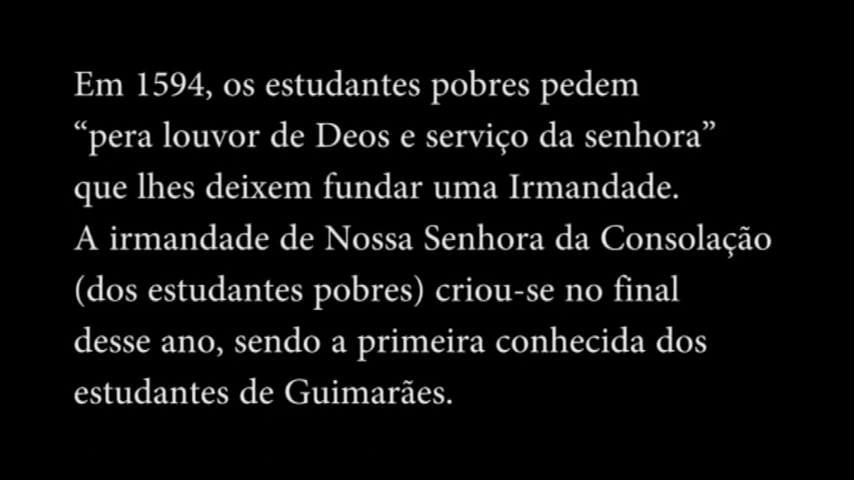 Em 1594, os estudantes pobres pedem
“pera louvor de Deos e serviço da senhora”
que lhes deixem fundar uma Irmandade.
A irmandade de Nossa Senhora da Consolação
(dos estudantes pobres) criou-se no final
desse ano, sendo a primeira conhecida dos
estudantes de Guimarães.